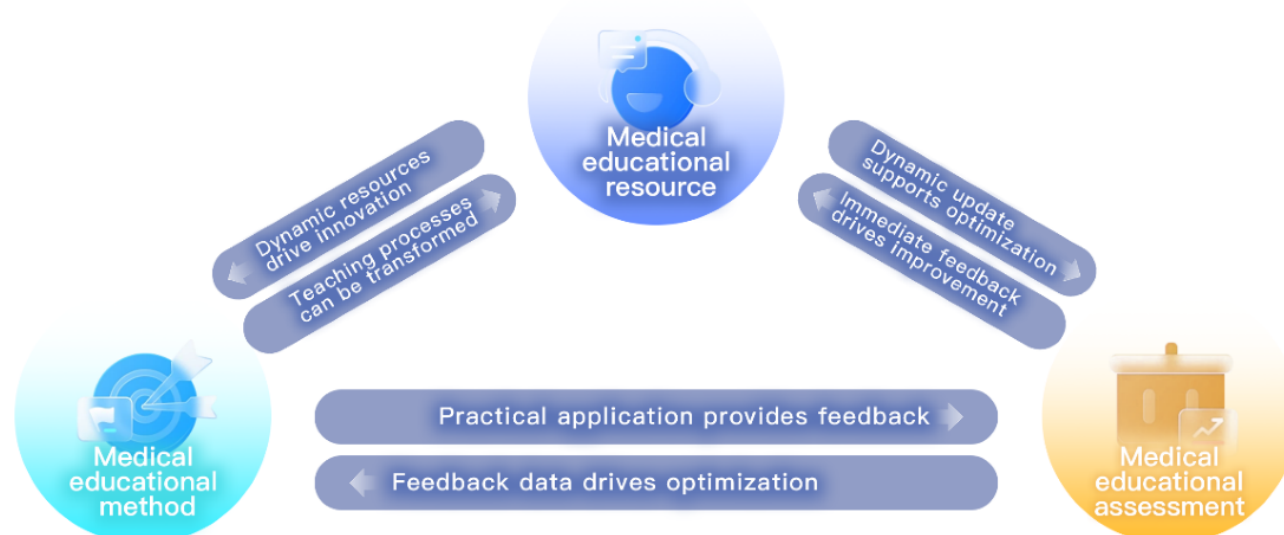 Medical
educational
resource
Dynamic resources
drive innovation
Teaching processes
can be transformed
Dynamic update
supports optimization
Immediate feedback
drives improvement
Medical
educational
method
Practical application provides feedback
Feedback data drives optimization
Medical
educational
assessment